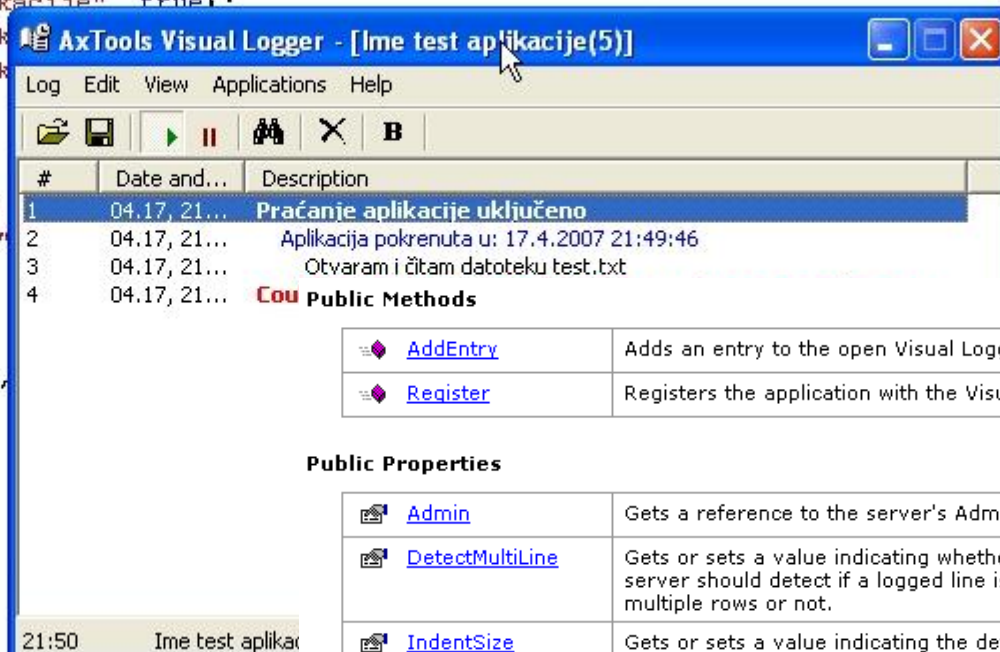 true);
AxTools Visual Logger - [Ime test aplikacije(5)]
Log Edit View Applications Help
B
# Date and... Description
1 04.17, 21... Praćanje aplikacije uključeno
2 04.17, 21... Aplikacija pokrenuta u: 17.4.2007 21:49:46
3 04.17, 21... Otvaram i čitam datoteku test.txt
4 04.17, 21... Cou
Public Methods
AddEntry Adds an entry to the open Visual Logg
Register Registers the application with the Visu
Public Properties
Admin Gets a reference to the server's Adm
DetectMultiLine Gets or sets a value indicating whethe
server should detect if a logged line is
multiple rows or not.
IndentSize Gets or sets a value indicating the de
21:50 Ime test aplikac